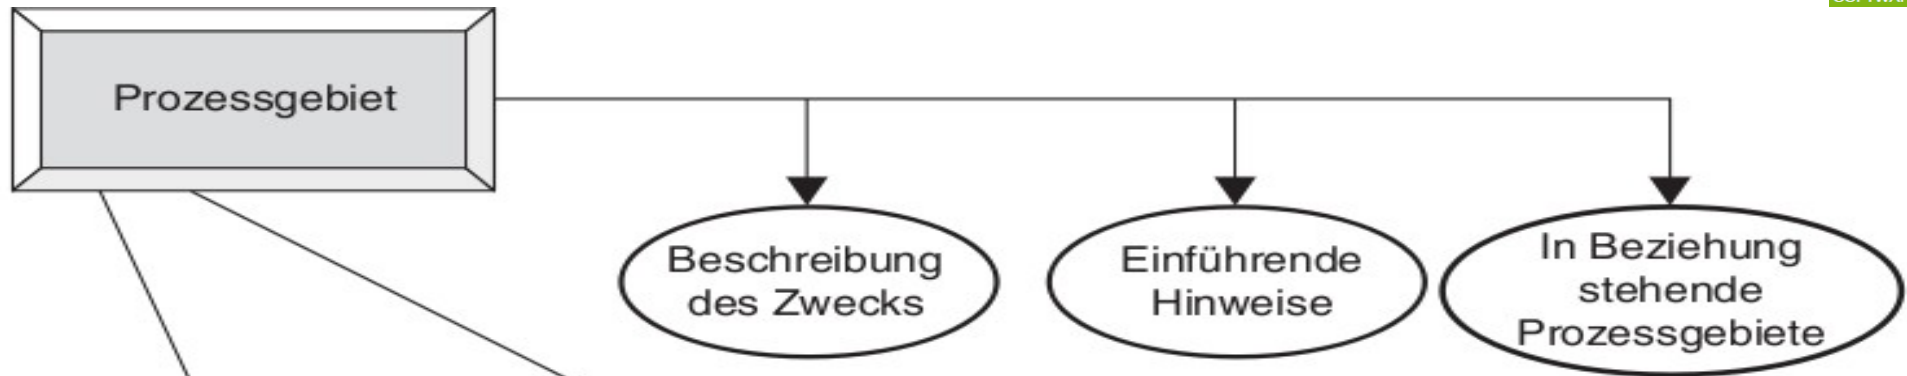 Prozessgebiet
Beschreibung
des Zwecks
Einführende
Hinweise
In Beziehung
stehende
Prozessgebiete